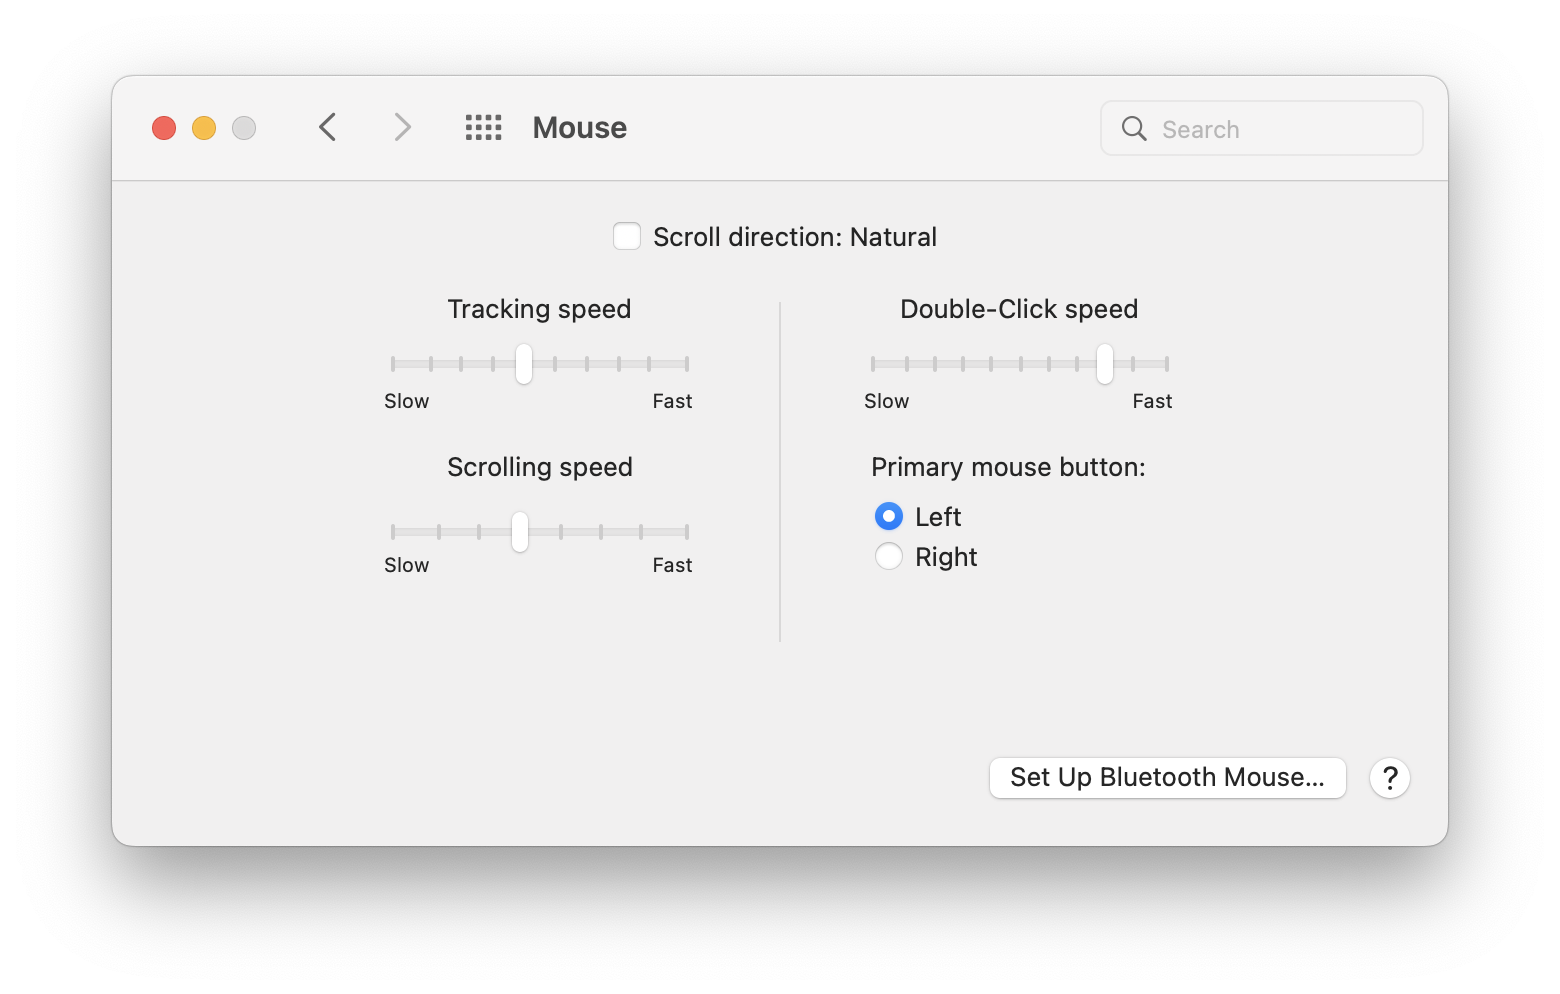 Mouse
Search
Scroll direction: Natural
Tracking speed
Slow
Fast
Scrolling speed
Slow
Fast
Double-Click speed
Slow
Fast
Primary mouse button:
Left
Right
Set Up Bluetooth Mouse...
?